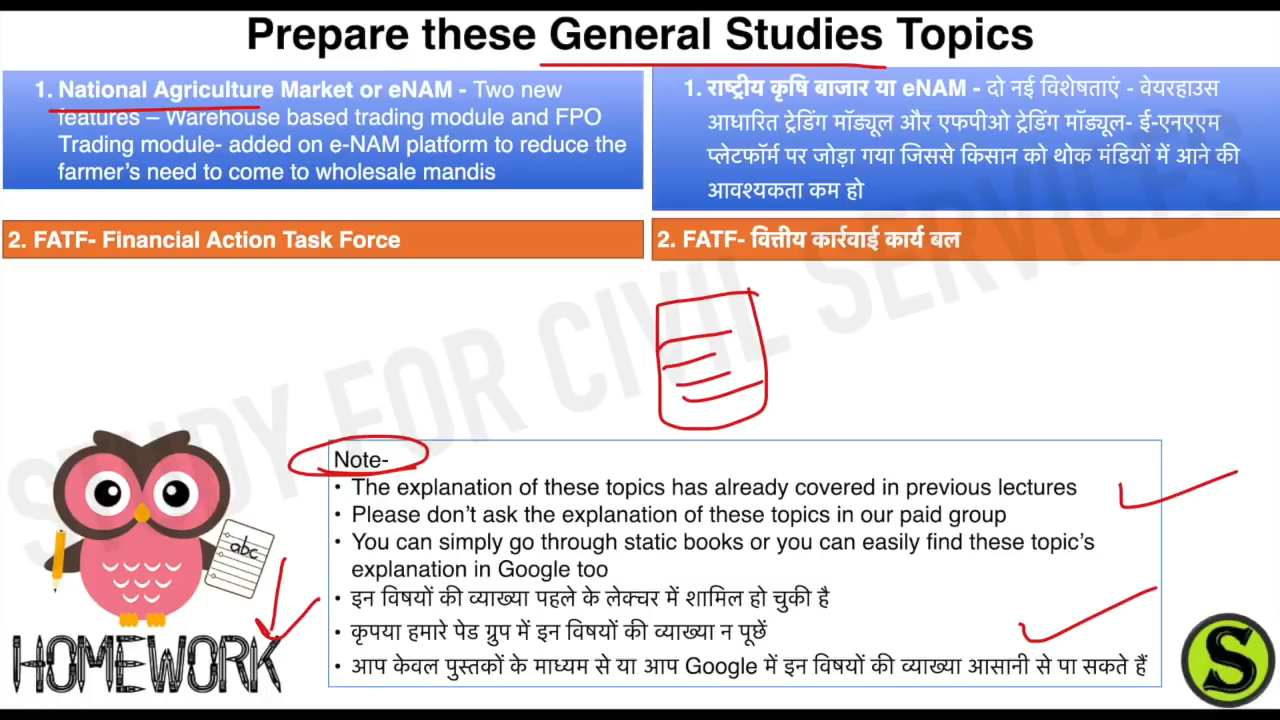 Prepare these General Studies Topics
1. National Agriculture Market or eNAM - Two new
features – Warehouse based trading module and FPO
Trading module- added on e-NAM platform to reduce the
farmer's need to come to wholesale mandis
1. राष्ट्रीय कृषि बाजार या eNAM - दो नई विशेषताएं - वेयरहाउस
आधारित ट्रेडिंग मॉड्यूल और एफपीओ ट्रेडिंग मॉड्यूल- ई-एनएएम
प्लेटफॉर्म पर जोड़ा गया जिससे किसान को थोक मंडियों में आने की
आवश्यकता कम हो
2. FATF- Financial Action Task Force
2. FATF- वित्तीय कार्रवाई कार्य बल
STUDY FOR CIVIL SERVICES
Note-
• The explanation of these topics has already covered in previous lectures
• Please don't ask the explanation of these topics in our paid group
• You can simply go through static books or you can easily find these topic's
explanation in Google too
• इन विषयों की व्याख्या पहले के लेक्चर में शामिल हो चुकी है
• कृपया हमारे पेड ग्रुप में इन विषयों की व्याख्या न पूछें
• आप केवल पुस्तकों के माध्यम से या आप Google में इन विषयों की व्याख्या आसानी से पा सकते हैं
abc
HOMEWORK
S